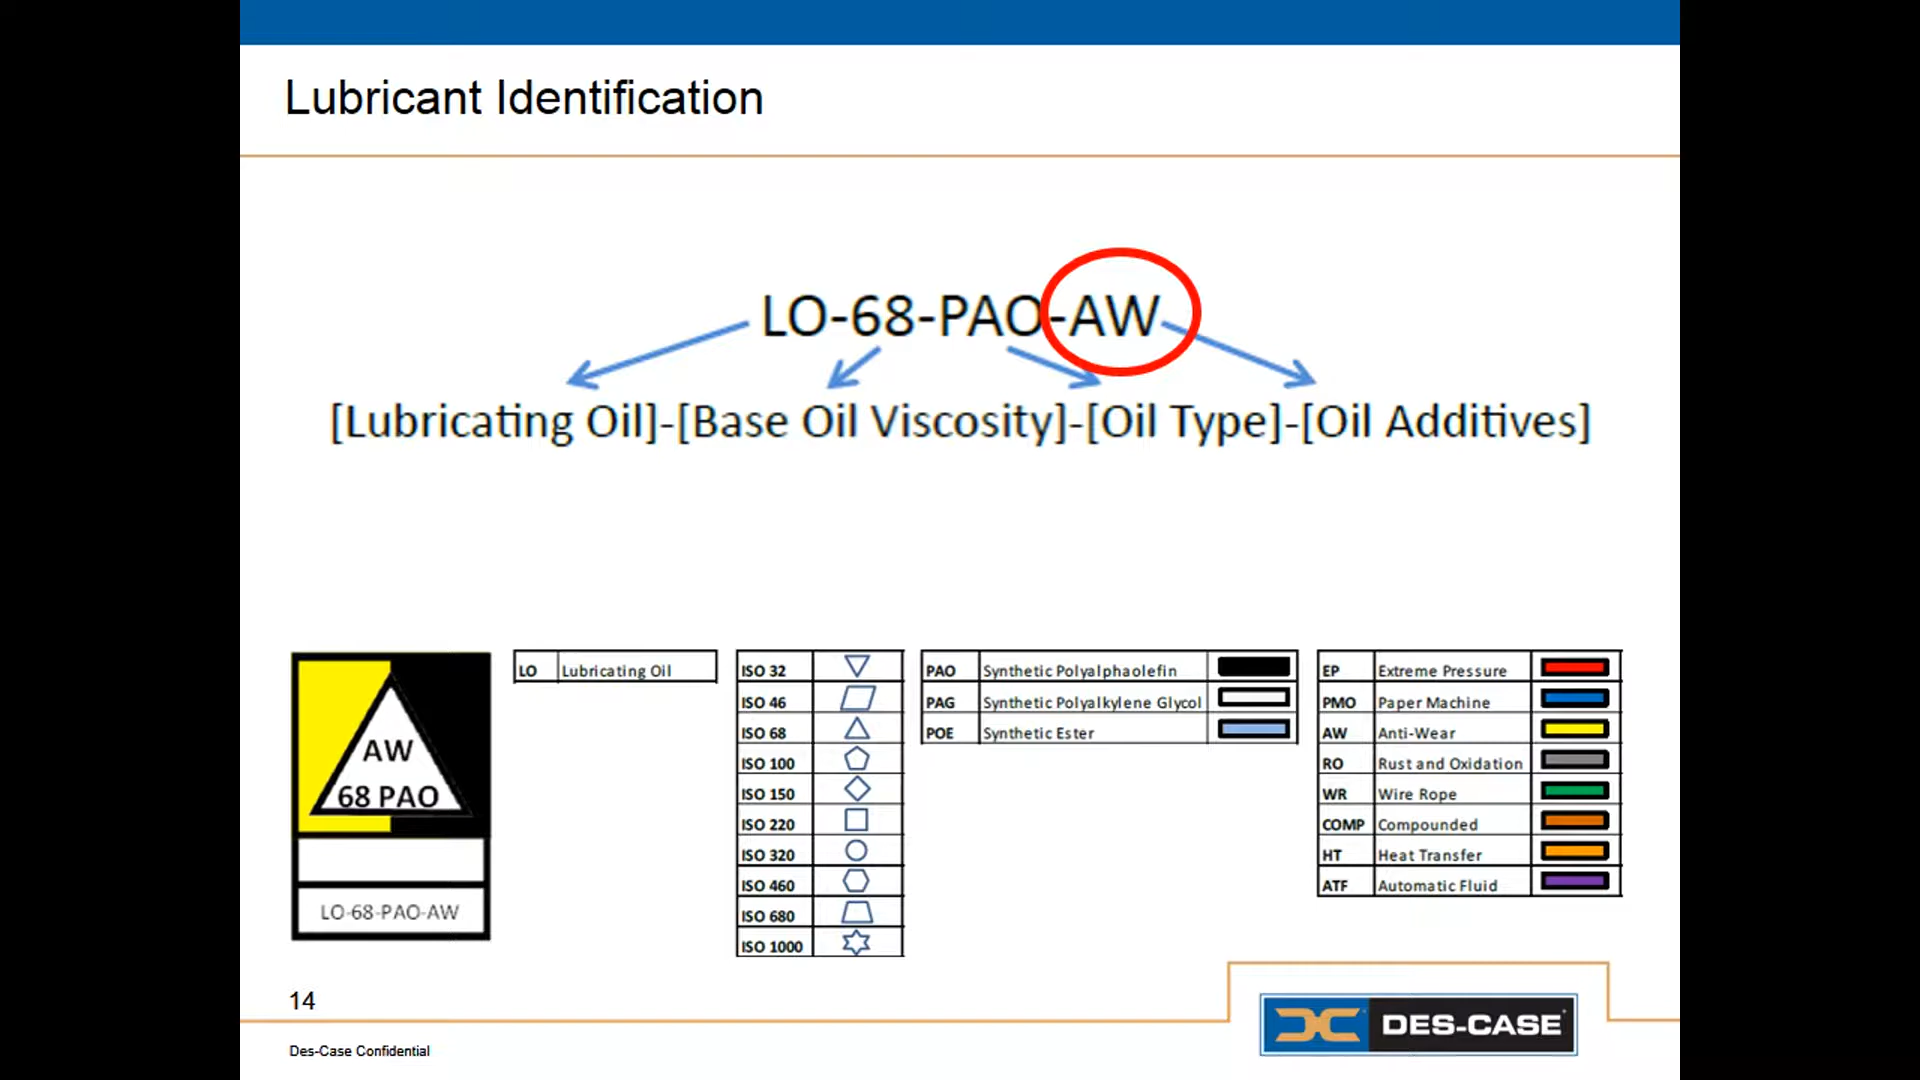 Lubricant Identification
LO-68-PAO-AW
[Lubricating Oil]-[Base Oil Viscosity]-[Oil Type]-[Oil Additives]
AW
68 PAO
LO-68-PAO-AW
LO Lubricating Oil
ISO 32
ISO 46
ISO 68
ISO 100
ISO 150
ISO 220
ISO 320
ISO 460
ISO 680
ISO 1000
PAO Synthetic Polyalphaolefin
PAG Synthetic Polyalkylene Glycol
POE Synthetic Ester
EP Extreme Pressure
PMO Paper Machine
AW Anti-Wear
RO Rust and Oxidation
WR Wire Rope
COMP Compounded
HT Heat Transfer
ATF Automatic Fluid
14
Des-Case Confidential
DES-CASE